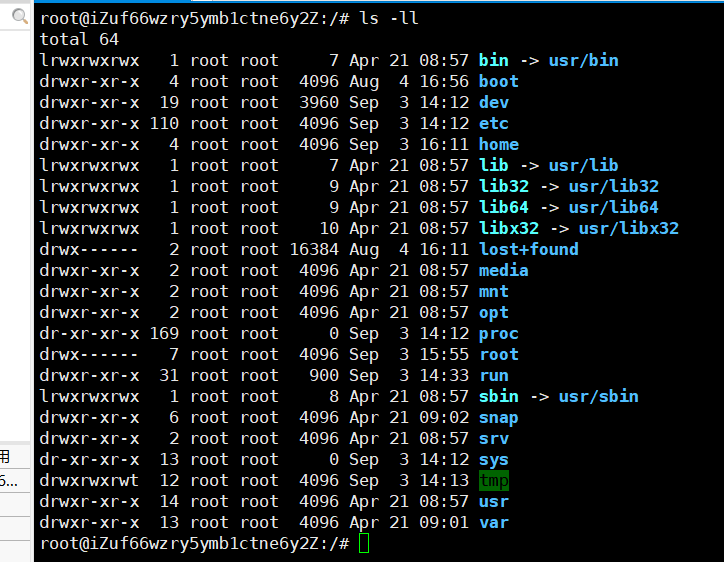 root@iZuf66wzry5ymb1ctne6y2Z:/# ls -ll
total 64
lrwxrwxrwx   1 root root     7 Apr 21 08:57 bin -> usr/bin
drwxr-xr-x   4 root root  4096 Aug  4 16:56 boot
drwxr-xr-x  19 root root  3960 Sep  3 14:12 dev
drwxr-xr-x 110 root root  4096 Sep  3 14:12 etc
drwxr-xr-x   4 root root  4096 Sep  3 16:11 home
lrwxrwxrwx   1 root root     7 Apr 21 08:57 lib -> usr/lib
lrwxrwxrwx   1 root root     9 Apr 21 08:57 lib32 -> usr/lib32
lrwxrwxrwx   1 root root     9 Apr 21 08:57 lib64 -> usr/lib64
lrwxrwxrwx   1 root root    10 Apr 21 08:57 libx32 -> usr/libx32
drwx------   2 root root 16384 Aug  4 16:11 lost+found
drwxr-xr-x   2 root root  4096 Apr 21 08:57 media
drwxr-xr-x   2 root root  4096 Apr 21 08:57 mnt
drwxr-xr-x   2 root root  4096 Apr 21 08:57 opt
dr-xr-xr-x 169 root root     0 Sep  3 14:12 proc
drwx------   7 root root  4096 Sep  3 15:55 root
drwxr-xr-x  31 root root   900 Sep  3 14:33 run
lrwxrwxrwx   1 root root     8 Apr 21 08:57 sbin -> usr/sbin
drwxr-xr-x   6 root root  4096 Apr 21 09:02 snap
drwxr-xr-x   2 root root  4096 Apr 21 08:57 srv
dr-xr-xr-x  13 root root     0 Sep  3 14:12 sys
drwxrwxrwt  12 root root  4096 Sep  3 14:13 tmp
drwxr-xr-x  14 root root  4096 Apr 21 08:57 usr
drwxr-xr-x  13 root root  4096 Apr 21 09:01 var
root@iZuf66wzry5ymb1ctne6y2Z:/#
用
6...